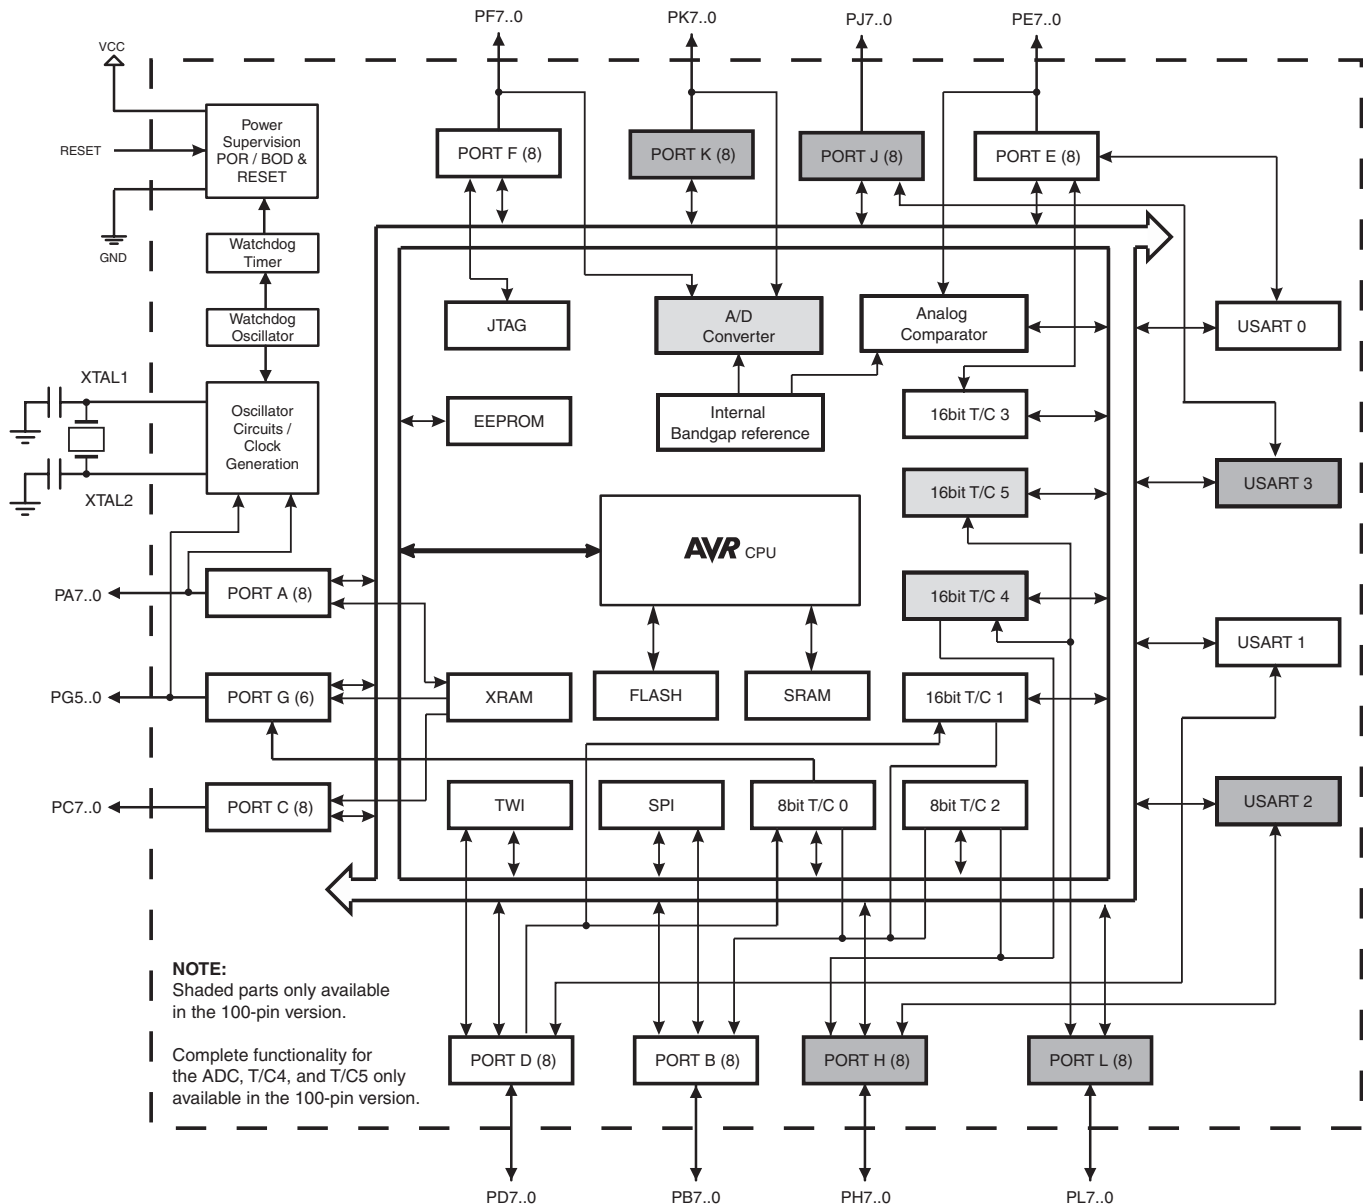 PF7..0
PK7..0
PJ7..0
PE7..0
VCC
RESET
GND
Power
Supervision
POR / BOD &
RESET
PORT F (8)
PORT K (8)
PORT J (8)
PORT E (8)
Watchdog
Timer
Watchdog
Oscillator
JTAG
A/D
Converter
Analog
Comparator
USART 0
XTAL1
XTAL2
Oscillator
Circuits /
Clock
Generation
EEPROM
Internal
Bandgap reference
16bit T/C 3
16bit T/C 5
USART 3
AVR CPU
PA7..0
PORT A (8)
16bit T/C 4
USART 1
PG5..0
PORT G (6)
XRAM
FLASH
SRAM
16bit T/C 1
PC7..0
PORT C (8)
TWI
SPI
8bit T/C 0
8bit T/C 2
USART 2
NOTE:
Shaded parts only available
in the 100-pin version.
Complete functionality for
the ADC, T/C4, and T/C5 only
available in the 100-pin version.
PORT D (8)
PORT B (8)
PORT H (8)
PORT L (8)
PD7..0
PB7..0
PH7..0
PL7..0